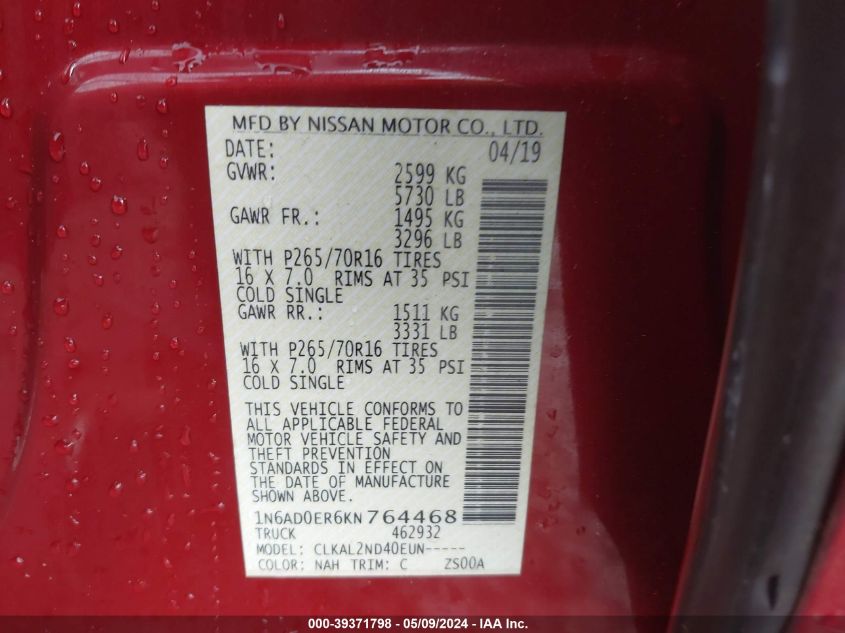 MFD BY NISSAN MOTOR CO., LTD.
DATE: 04/19
GVWR: 2599 KG
5730 LB
GAWR FR.: 1495 KG
3296 LB
WITH P265/70R16 TIRES
16 X 7.0 RIMS AT 35 PSI
COLD SINGLE
GAWR RR.: 1511 KG
3331 LB
WITH P265/70R16 TIRES
16 X 7.0 RIMS AT 35 PSI
COLD SINGLE
THIS VEHICLE CONFORMS TO
ALL APPLICABLE FEDERAL
MOTOR VEHICLE SAFETY AND
THEFT PREVENTION
STANDARDS IN EFFECT ON
THE DATE OF MANUFACTURE
SHOWN ABOVE.
1N6AD0ER6KN764468
TRUCK 462932
MODEL: CLKAL2ND40EUN-----
COLOR: NAH TRIM: C ZS00A
000-39371798 - 05/09/2024 - IAA Inc.